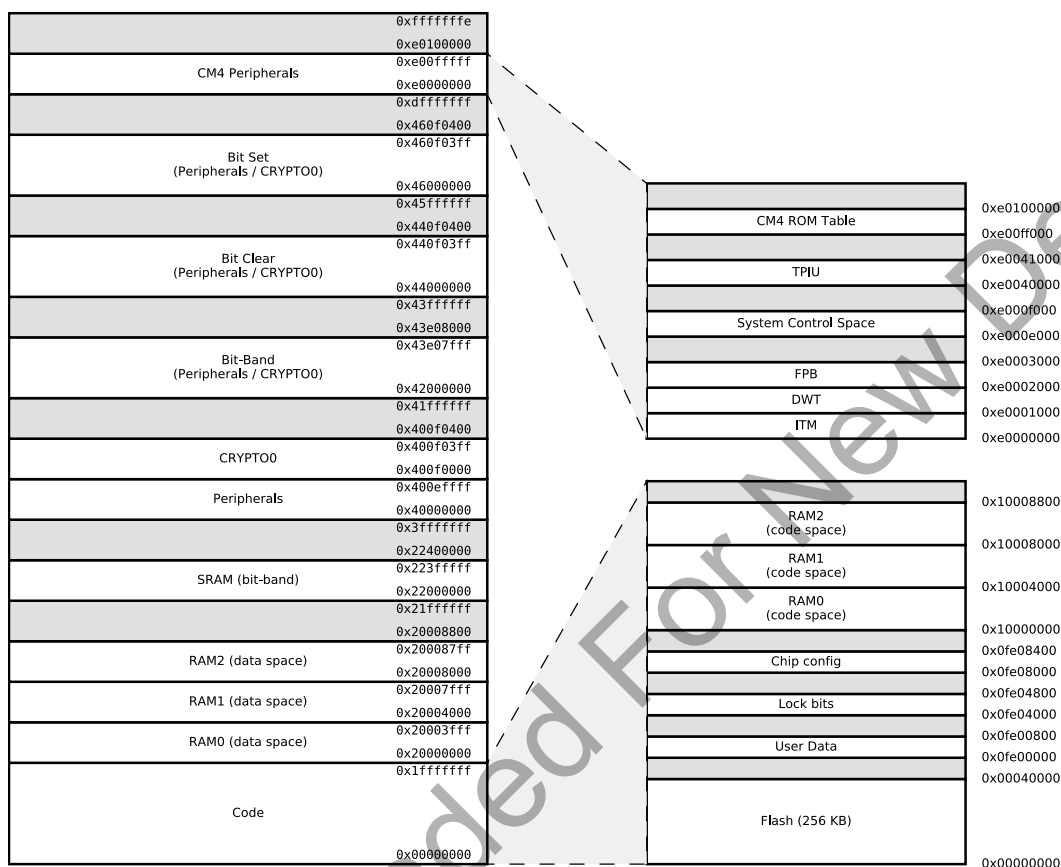 0xfffffffe
0xe0100000
0xe00fffff
CM4 Peripherals
0xe0000000
0xdfffffff
0x460f0400
0x460f03ff
Bit Set
(Peripherals / CRYPTO0)
0x46000000
0x45ffffff
0x440f0400
0x440f03ff
Bit Clear
(Peripherals / CRYPTO0)
0x44000000
0x43ffffff
0x43e08000
0x43e07fff
Bit-Band
(Peripherals / CRYPTO0)
0x42000000
0x41ffffff
0x400f0400
0x400f03ff
CRYPTO0
0x400f0000
0x400effff
Peripherals
0x40000000
0x3fffffff
0x22400000
0x223fffff
SRAM (bit-band)
0x22000000
0x21ffffff
0x20008800
0x200087ff
RAM2 (data space)
0x20008000
0x20007fff
RAM1 (data space)
0x20004000
0x20003fff
RAM0 (data space)
0x20000000
0x1fffffff
Code
0x00000000
0xe0100000
CM4 ROM Table
0xe00ff000
0xe0041000
TPIU
0xe0040000
0xe000f000
System Control Space
0xe000e000
0xe0003000
FPB
0xe0002000
DWT
0xe0001000
ITM
0xe0000000
0x10008800
RAM2
(code space)
0x10008000
RAM1
(code space)
0x10004000
RAM0
(code space)
0x10000000
0x0fe08400
Chip config
0x0fe08000
0x0fe04800
Lock bits
0x0fe04000
0x0fe00800
User Data
0x0fe00000
0x00040000
Flash (256 KB)
0x00000000
For New